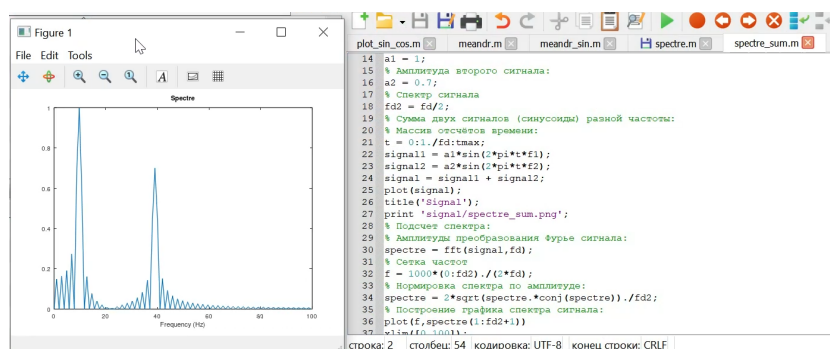 Figure 1
File Edit Tools
A
Spectre
1
0.8
0.6
0.4
0.2
0
0 20 40 60 80 100
Frequency (Hz)
plot_sin_cos.m
meandr.m
meandr_sin.m
spectre.m
spectre_sum.m
14 a1 = 1;
15 % Амплитуда второго сигнала:
16 a2 = 0.7;
17 % Спектр сигнала
18 fd2 = fd/2;
19 % Сумма двух сигналов (синусоиды) разной частоты:
20 % Массив отсчётов времени:
21 t = 0:1./fd:tmax;
22 signal1 = a1*sin(2*pi*t*f1);
23 signal2 = a2*sin(2*pi*t*f2);
24 signal = signal1 + signal2;
25 plot(signal);
26 title('Signal');
27 print 'signal/spectre_sum.png';
28 % Подсчет спектра:
29 % Амплитуды преобразования Фурье сигнала:
30 spectre = fft(signal,fd);
31 % Сетка частот
32 f = 1000*(0:fd2)./(2*fd);
33 % Нормировка спектра по амплитуде:
34 spectre = 2*sqrt(spectre.*conj(spectre))./fd2;
35 % Построение графика спектра сигнала:
36 plot(f,spectre(1:fd2+1))
37 xlim([0 100]);
строка: 2 столбец: 54 кодировка: UTF-8 конец строки: CRLF